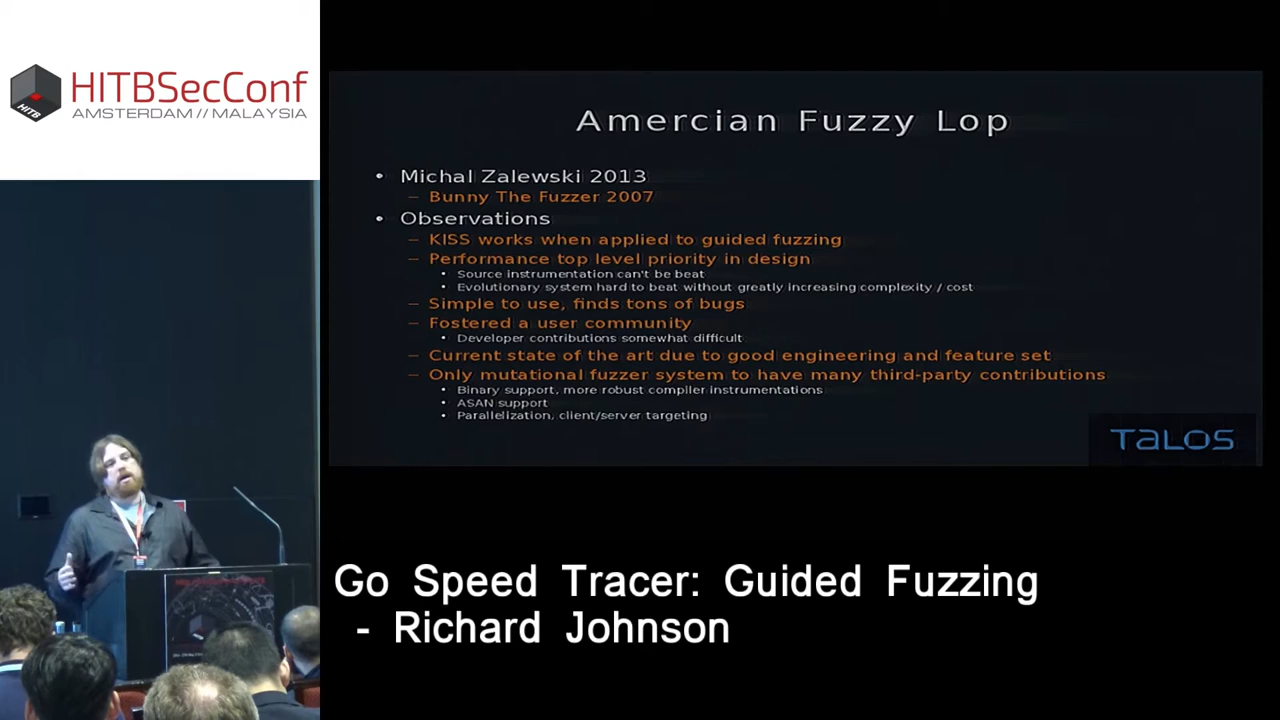 HITBSecConf
AMSTERDAM // MALAYSIA
HITB
Amercian Fuzzy Lop
• Michal Zalewski 2013
– Bunny The Fuzzer 2007
• Observations
– KISS works when applied to guided fuzzing
– Performance top level priority in design
• Source instrumentation can't be beat
• Evolutionary system hard to beat without greatly increasing complexity / cost
– Simple to use, finds tons of bugs
– Fostered a user community
• Developer contributions somewhat difficult
– Current state of the art due to good engineering and feature set
– Only mutational fuzzer system to have many third-party contributions
• Binary support, more robust compiler instrumentations
• ASAN support
• Parallelization, client/server targeting
TALOS
Go Speed Tracer: Guided Fuzzing
- Richard Johnson